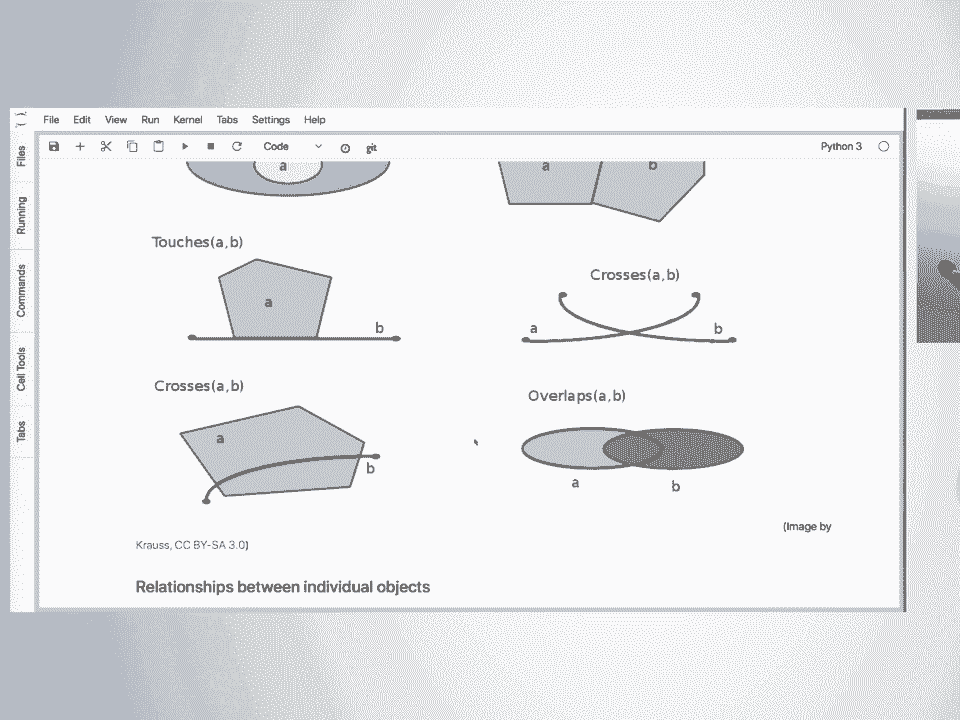 File Edit View Run Kernel Tabs Settings Help
Code
git
Python 3
Files
Running
Commands
Cell Tools
Tabs
a
a b
Touches(a,b)
a
b
Crosses(a,b)
a b
Crosses(a,b)
a
b
Overlaps(a,b)
a b
(Image by
Krauss, CC BY-SA 3.0)
Relationships between individual objects